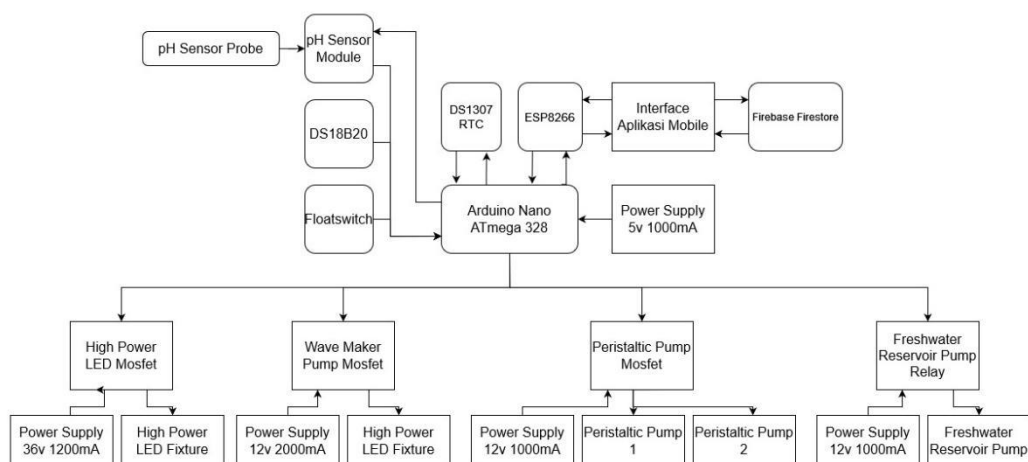 pH Sensor Probe
pH Sensor
Module
DS18B20
Floatswitch
DS1307
RTC
ESP8266
Interface
Aplikasi Mobile
Firebase Firestore
Arduino Nano
ATmega 328
Power Supply
5v 1000mA
High Power
LED Mosfet
Wave Maker
Pump Mosfet
Peristaltic Pump
Mosfet
Freshwater
Reservoir Pump
Relay
Power Supply
36v 1200mA
High Power
LED Fixture
Power Supply
12v 2000mA
High Power
LED Fixture
Power Supply
12v 1000mA
Peristaltic Pump
1
Peristaltic Pump
2
Power Supply
12v 1000mA
Freshwater
Reservoir Pump